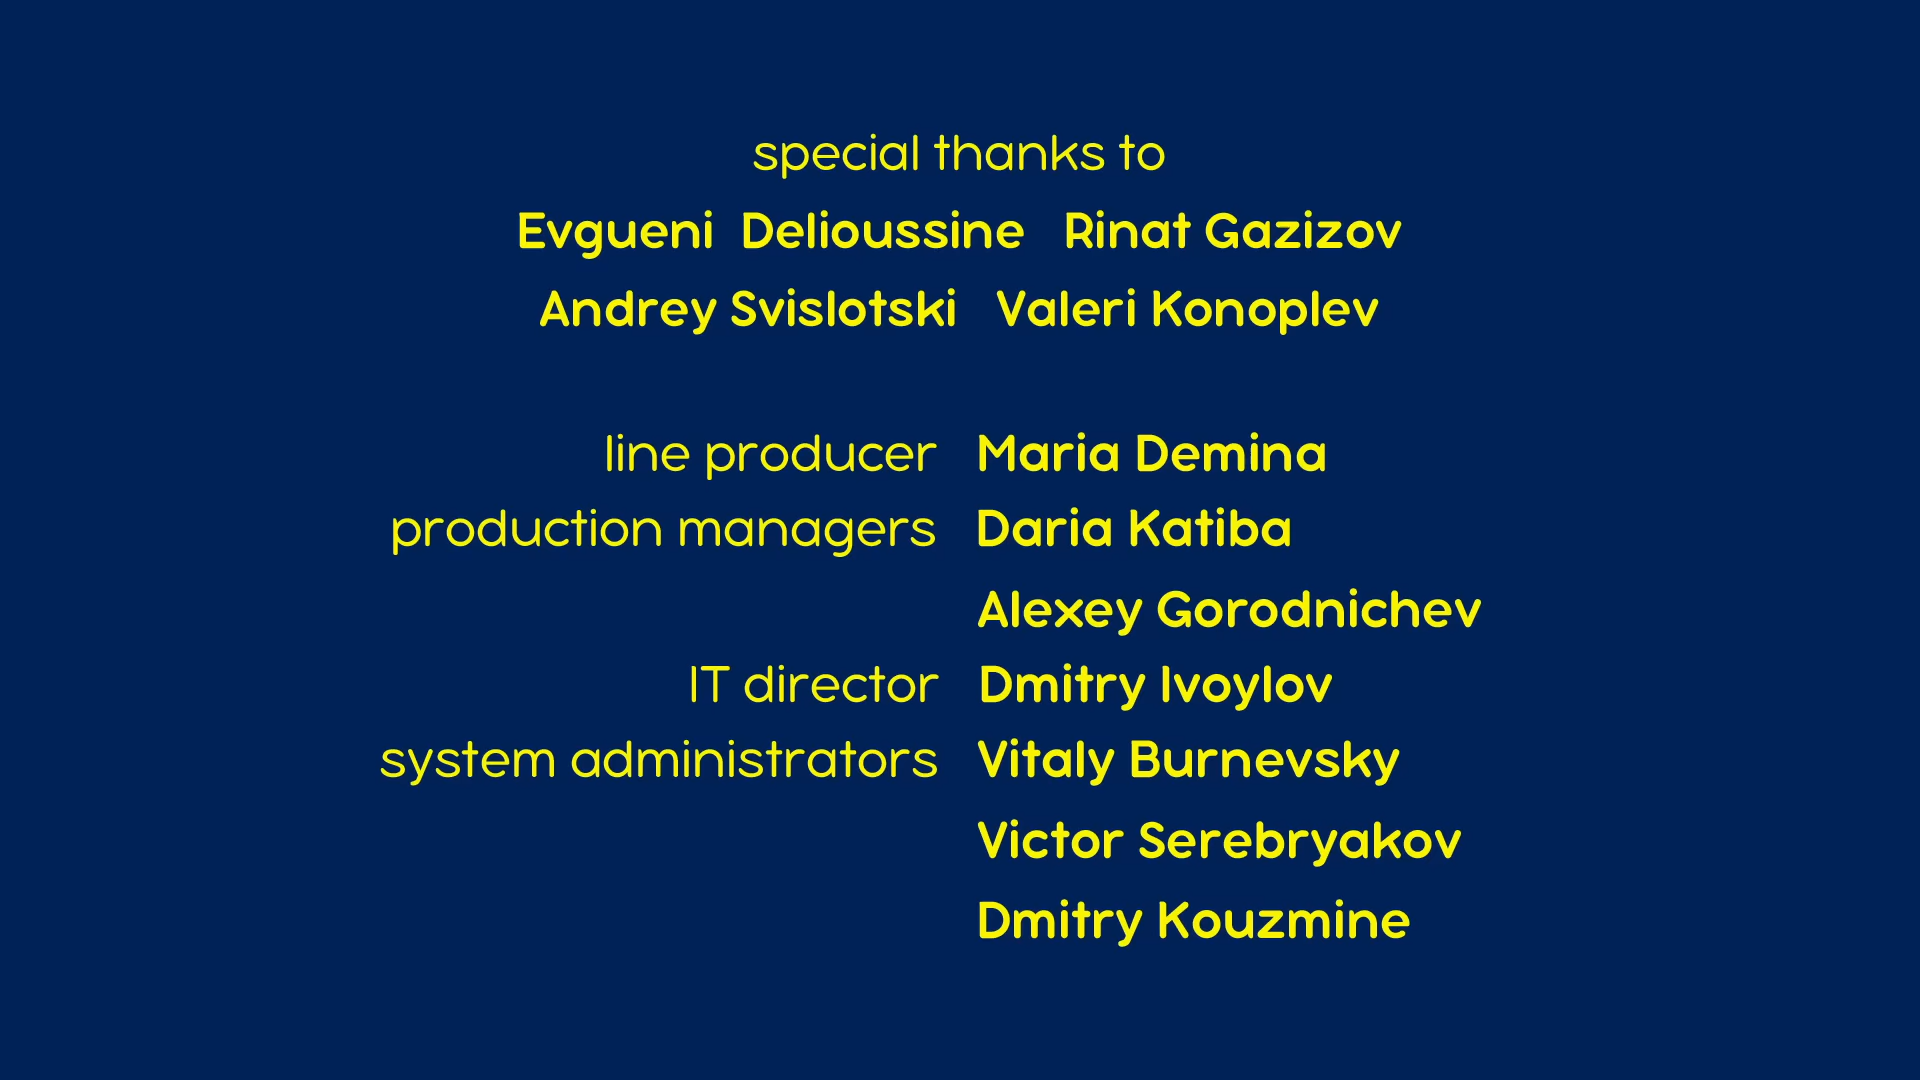 special thanks to
Evgueni Delioussine Rinat Gazizov
Andrey Svislotski Valeri Konoplev
line producer Maria Demina
production managers Daria Katiba
Alexey Gorodnichev
IT director Dmitry Ivoylov
system administrators Vitaly Burnevsky
Victor Serebryakov
Dmitry Kouzmine